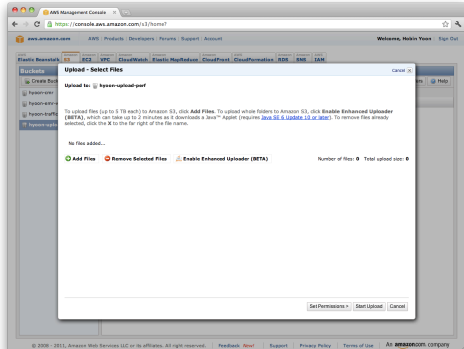 AWS Management Console
https://console.aws.amazon.com/s3/home?
aws.amazon.com AWS Products Developers Forums Support Account Welcome, Hokin Yoon Sign Out
Elastic Beanstalk S3 EC2 VPC CloudWatch Elastic MapReduce CloudFront CloudFormation RDS SNS IAM
Buckets
Upload - Select Files Cancel
Create Buck
Help
Upload to: hyoon-upload-perf
To upload files (up to 5 TB each) to Amazon S3, click Add Files. To upload whole folders to Amazon S3, click Enable Enhanced Uploader
(BETA), which can take up to 2 minutes as it downloads a Java™ Applet (requires Java SE 6 Update 10 or later). To remove files already
selected, click the X to the far right of the file name.
No files added...
Add Files Remove Selected Files Enable Enhanced Uploader (BETA) Number of files: 0 Total upload size: 0
Set Permissions > Start Upload Cancel
© 2008 - 2011, Amazon Web Services LLC or its affiliates. All right reserved. Feedback Now! Support Privacy Policy Terms of Use An amazon.com company